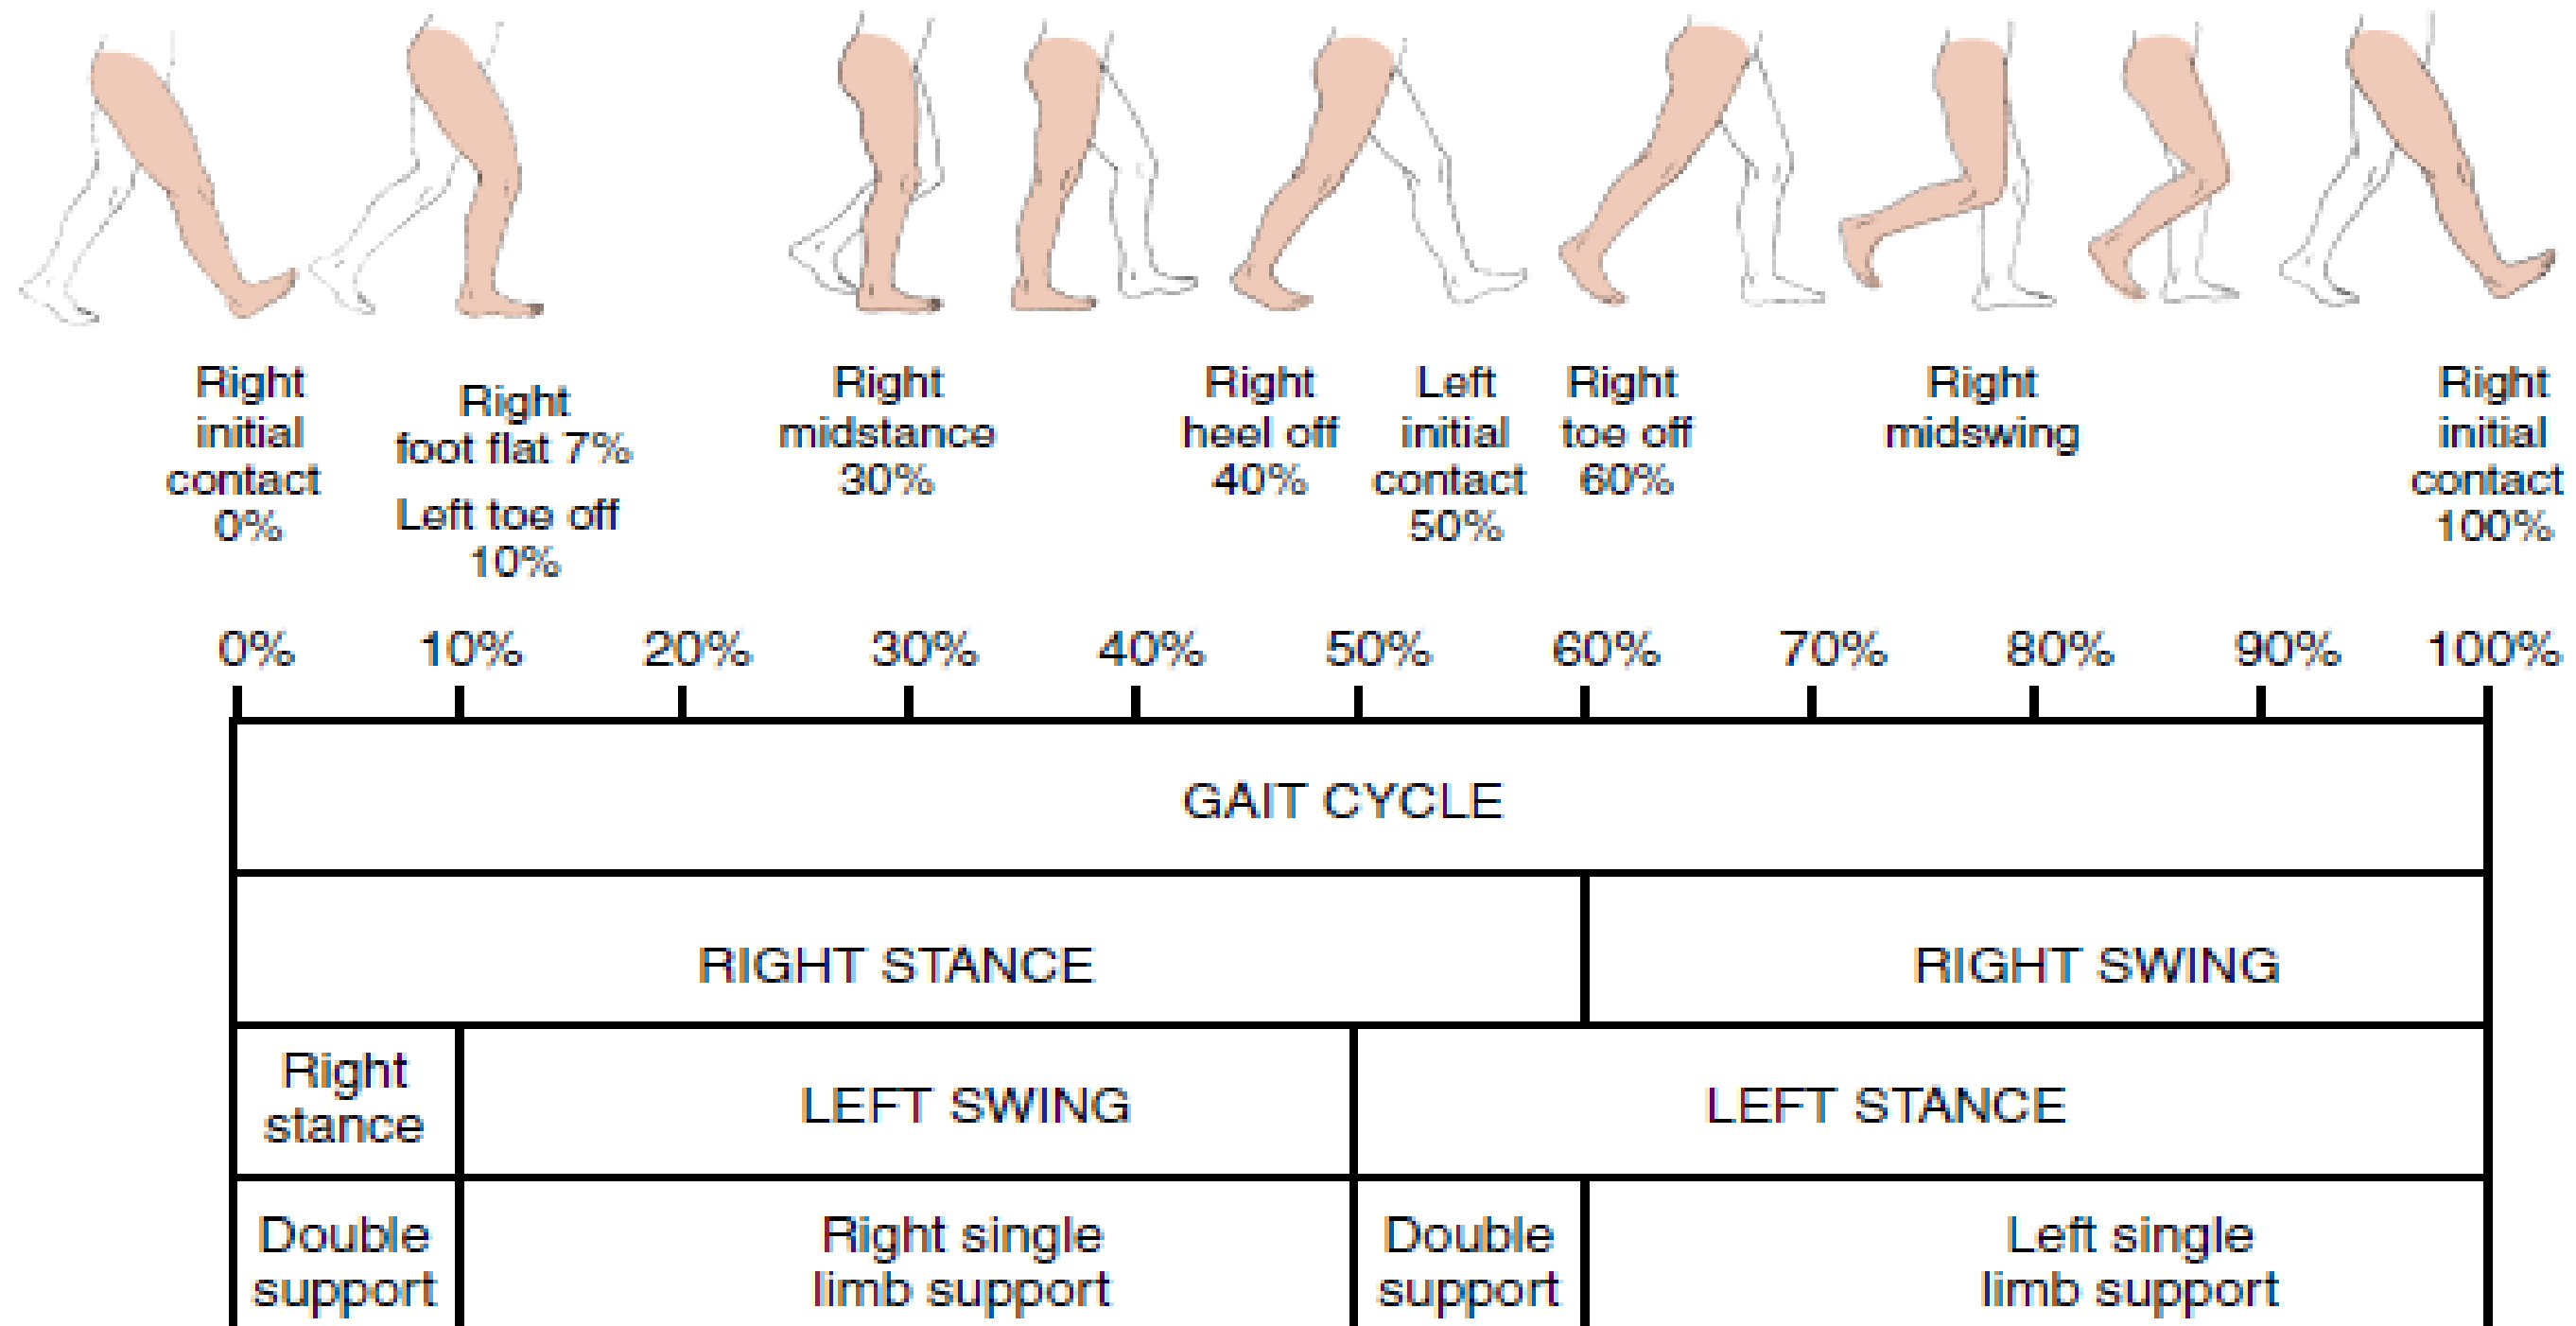 Right
initial
contact
0%
Right
foot flat 7%
Left toe off
10%
Right
midstance
30%
Right
heel off
40%
Left
initial
contact
50%
Right
toe off
60%
Right
midswing
Right
initial
contact
100%
0% 10% 20% 30% 40% 50% 60% 70% 80% 90% 100%
GAIT CYCLE
RIGHT STANCE
RIGHT SWING
Right
stance
LEFT SWING
LEFT STANCE
Double
support
Right single
limb support
Double
support
Left single
limb support